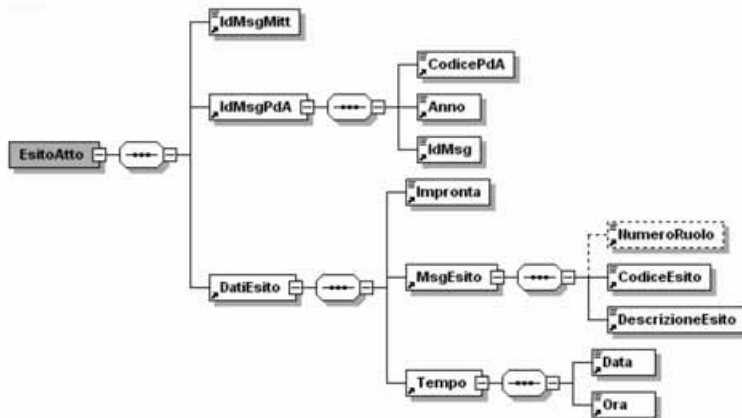 IdMsgMitt
CodicePdA
IdMsgPdA
Anno
EsitoAtto
IdMsg
Impronta
NumeroRuolo
DatiEsito
MsgEsito
CodiceEsito
DescrizioneEsito
Data
Tempo
Ora